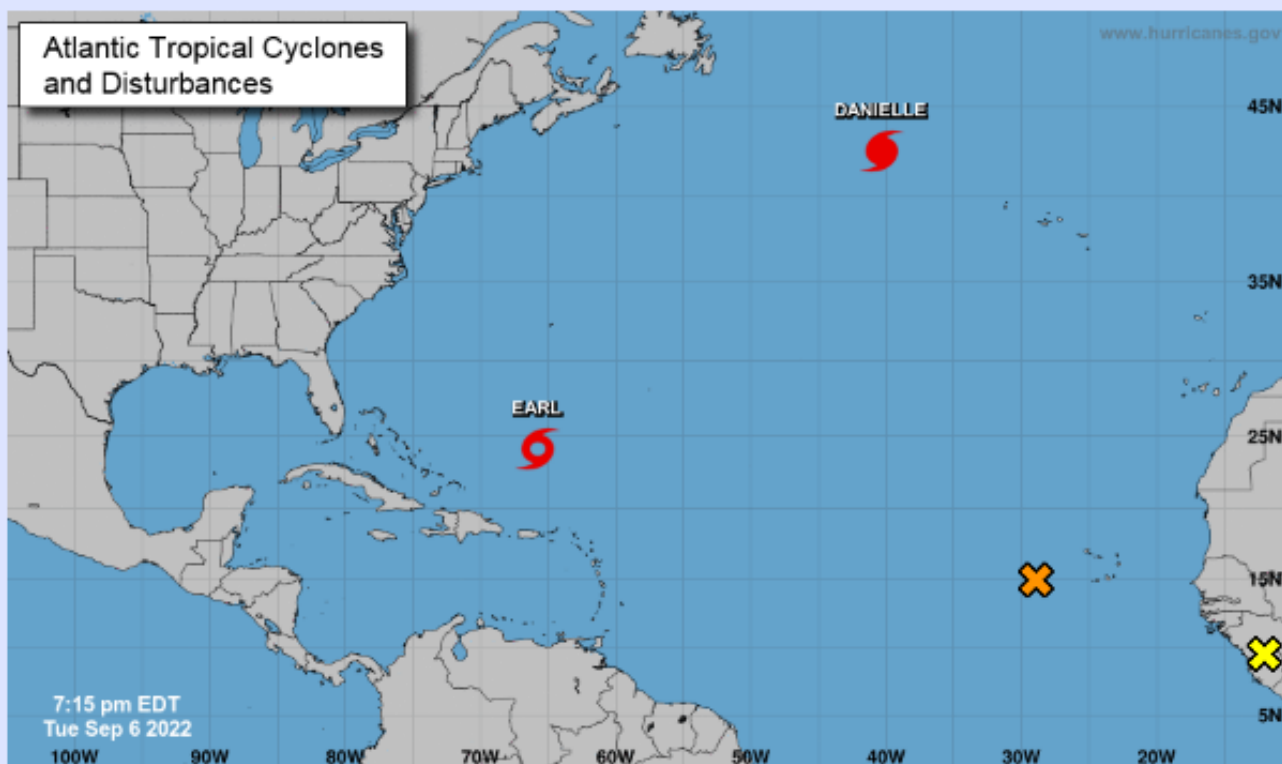 Atlantic Tropical Cyclones
and Disturbances
www.hurricanes.gov
45N
DANIELLE
35N
EARL
25N
15N
5N
7:15 pm EDT
Tue Sep 6 2022
100W 90W 80W 70W 60W 50W 40W 30W 20W